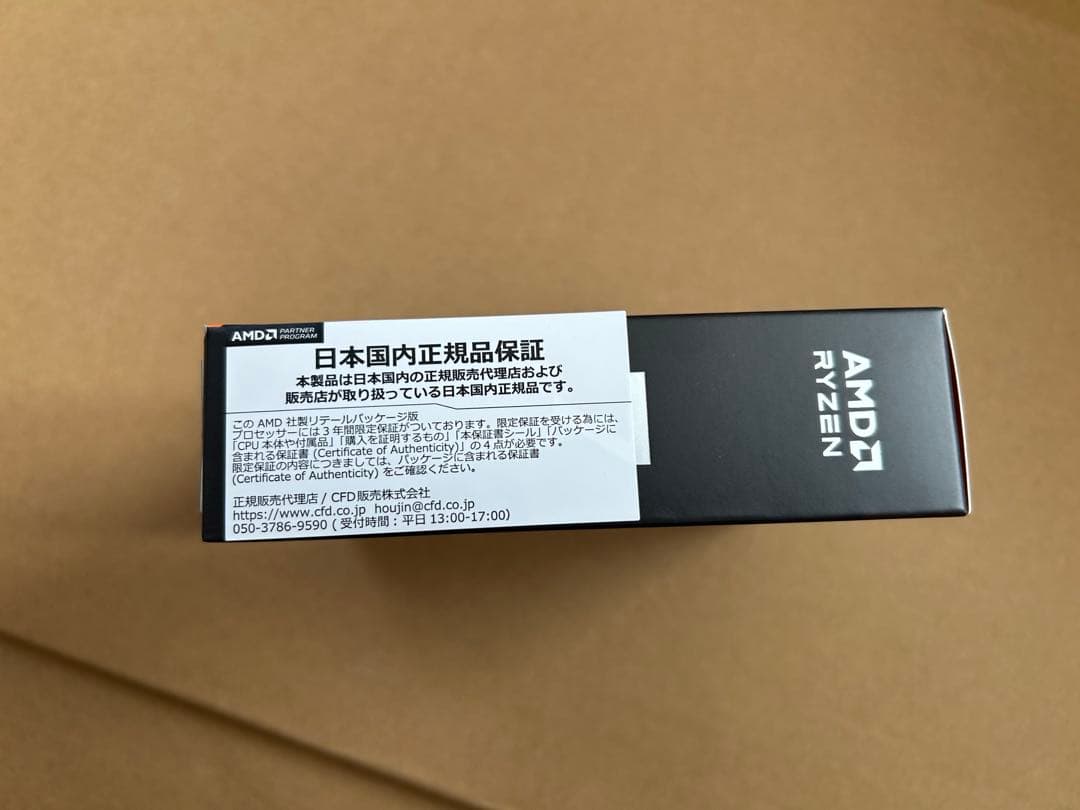 AMD PARTNER PROGRAM
日本国内正規品保証
本製品は日本国内の正規販売代理店および
販売店が取り扱っている日本国内正規品です。
この AMD 社製リテールパッケージ版
プロセッサーには3年間限定保証がついております。限定保証を受ける為には、
「CPU 本体や付属品」「購入を証明するもの」「本保証書シール」「パッケージに
含まれる保証書 (Certificate of Authenticity)」の4点が必要です。
限定保証の内容につきましては、パッケージに含まれる保証書
(Certificate of Authenticity) をご確認ください。
正規販売代理店 / CFD 販売株式会社
https://www.cfd.co.jp houjin@cfd.co.jp
050-3786-9590 ( 受付時間 : 平日 13:00-17:00)
AMD
RYZEN